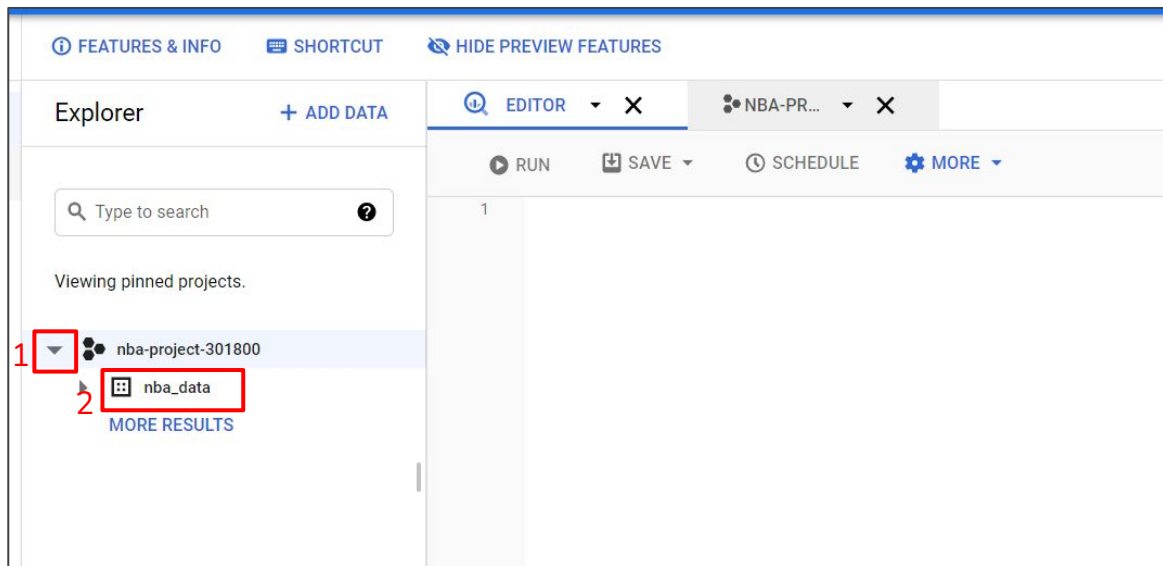 FEATURES & INFO SHORTCUT HIDE PREVIEW FEATURES
Explorer + ADD DATA
EDITOR NBA-PR...
RUN SAVE SCHEDULE MORE
Type to search
1
Viewing pinned projects.
1 nba-project-301800
2 nba_data
MORE RESULTS